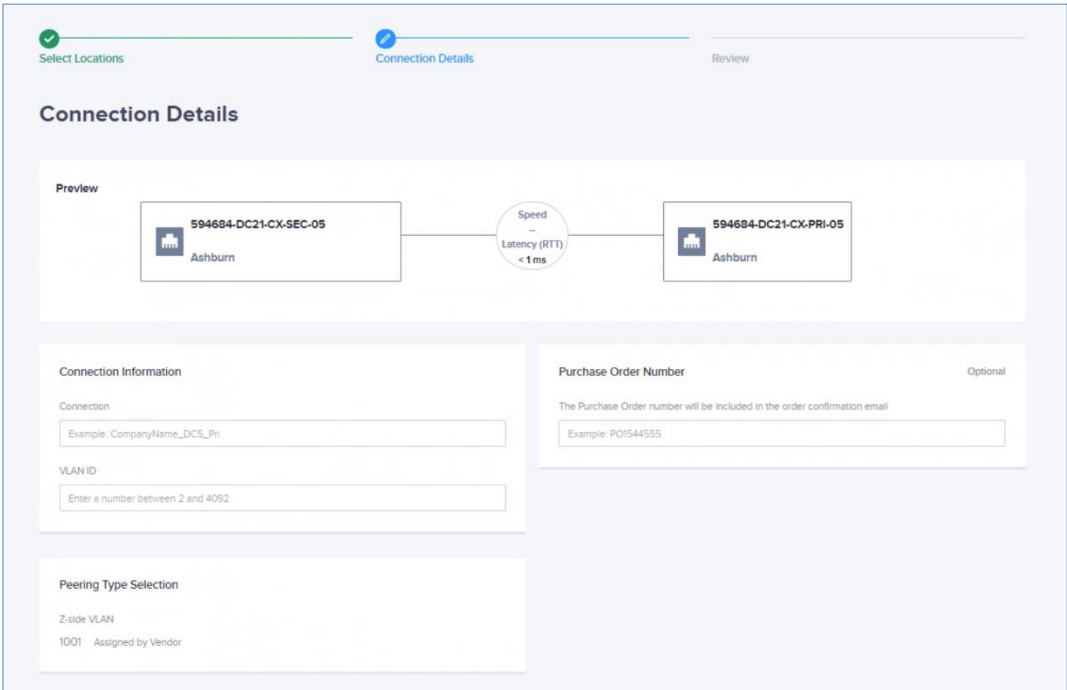 Select Locations
Connection Details
Review
Connection Details
Preview
594684-DC21-CX-SEC-05
Ashburn
Speed
--
Latency (RTT)
< 1 ms
594684-DC21-CX-PRI-05
Ashburn
Connection Information
Connection
Example: CompanyName_DC5_Pri
VLAN ID
Enter a number between 2 and 4092
Purchase Order Number
Optional
The Purchase Order number will be included in the order confirmation email
Example: PO1544555
Peering Type Selection
Z-side VLAN
1001 Assigned by Vendor